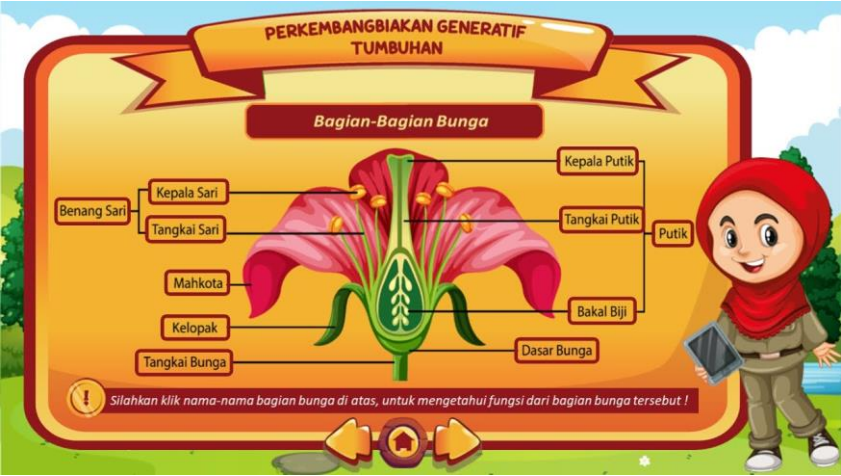 PERKEMBANGBIAKAN GENERATIF
TUMBUHAN
Bagian-Bagian Bunga
Kepala Sari
Benang Sari
Tangkai Sari
Mahkota
Kelopak
Tangkai Bunga
Kepala Putik
Tangkai Putik
Putik
Bakal Biji
Dasar Bunga
! Silahkan klik nama-nama bagian bunga di atas, untuk mengetahui fungsi dari bagian bunga tersebut !